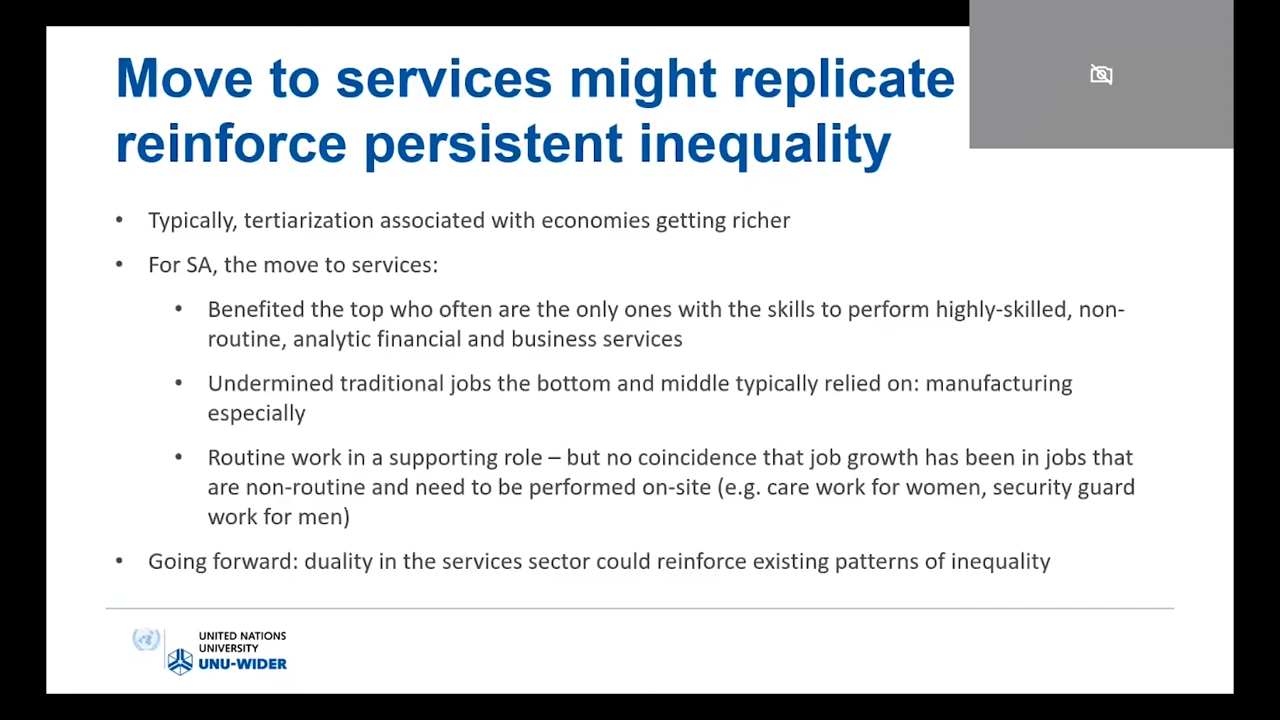 Move to services might replicate
reinforce persistent inequality
• Typically, tertiarization associated with economies getting richer
• For SA, the move to services:
• Benefited the top who often are the only ones with the skills to perform highly-skilled, non-
routine, analytic financial and business services
• Undermined traditional jobs the bottom and middle typically relied on: manufacturing
especially
• Routine work in a supporting role – but no coincidence that job growth has been in jobs that
are non-routine and need to be performed on-site (e.g. care work for women, security guard
work for men)
• Going forward: duality in the services sector could reinforce existing patterns of inequality
UNITED NATIONS
UNIVERSITY
UNU-WIDER